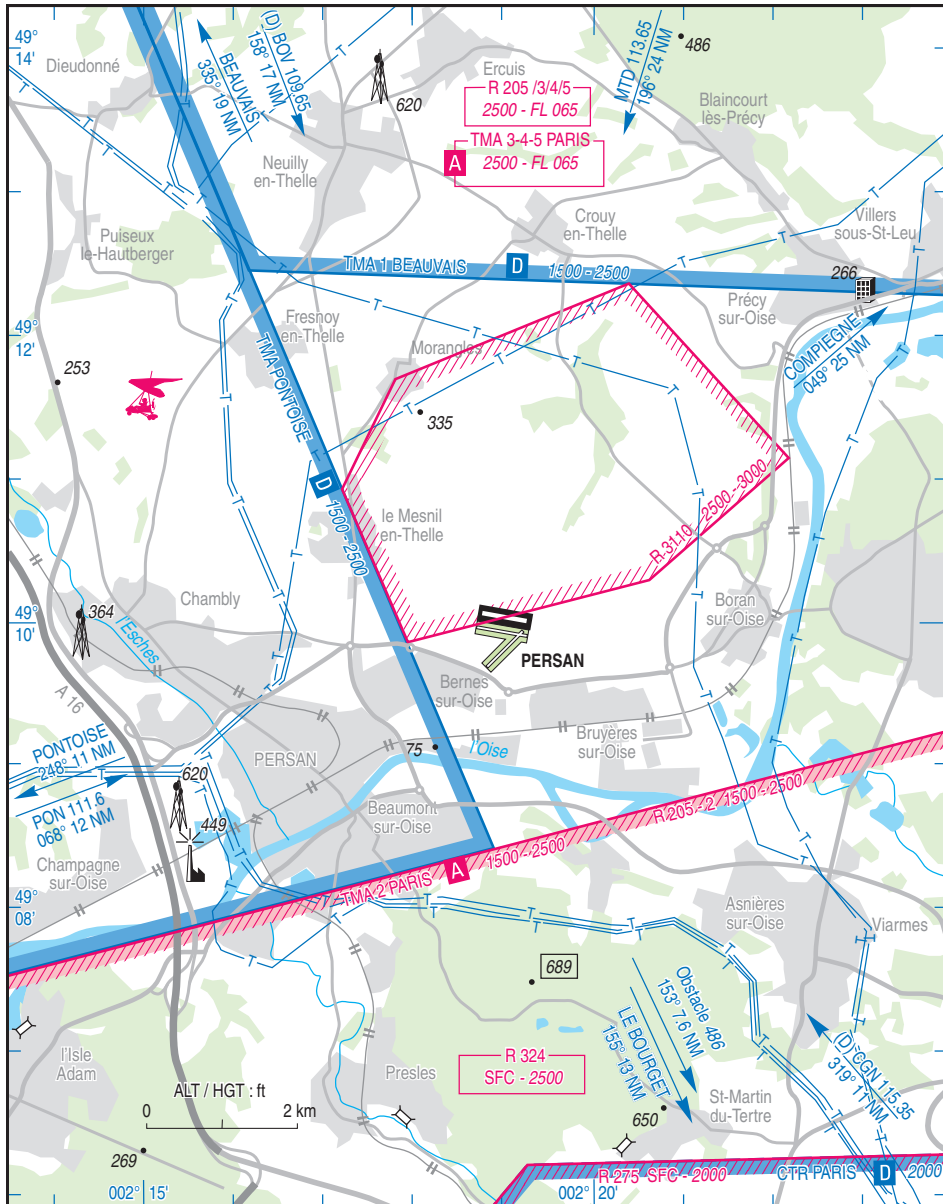 49°
14'
Dieudonné
BEAUVAIS
335° 19 NM
(D) BOV 109.65
158° 17 NM
620
Ercuis
R 205 /3/4/5
2500 - FL 065
MTD 113.65
196° 24 NM
486
Blaincourt
lès-Précy
TMA 3-4-5 PARIS
A
2500 - FL 065
Neuilly
en-Thelle
Crouy
en-Thelle
Villers
sous-St-Leu
Puiseux
le-Hautberger
TMA 1 BEAUVAIS
D
1500 - 2500
266
Précy
sur-Oise
49°
12'
Fresnoy
en-Thelle
Morangles
COMPIEGNE
049° 25 NM
253
TMA PONTOISE
D
1500 - 2500
335
le Mesnil
en-Thelle
R 3110 - 2500 - 3000
49°
10'
364
Chambly
l'Esches
Boran
sur-Oise
PERSAN
A 16
Bernes
sur-Oise
Bruyères
sur-Oise
PONTOISE
248° 11 NM
PERSAN
75
l'Oise
PON 111.6
068° 12 NM
620
449
Beaumont
sur-Oise
R 205 - 2 1500 - 2500
Champagne
sur-Oise
TMA 2 PARIS
A
1500 - 2500
49°
08'
Asnières
sur-Oise
Viarmes
689
Obstacle 486
153° 7.6 NM
LE BOURGET
155° 13 NM
(D) CGN 115.35
319° 11 NM
l'Isle
Adam
Presles
R 324
SFC - 2500
ALT / HGT : ft
0
2 km
St-Martin
du-Tertre
650
269
R 275 SFC - 2000
CTR PARIS
D
2000
002°
15'
002°
20'